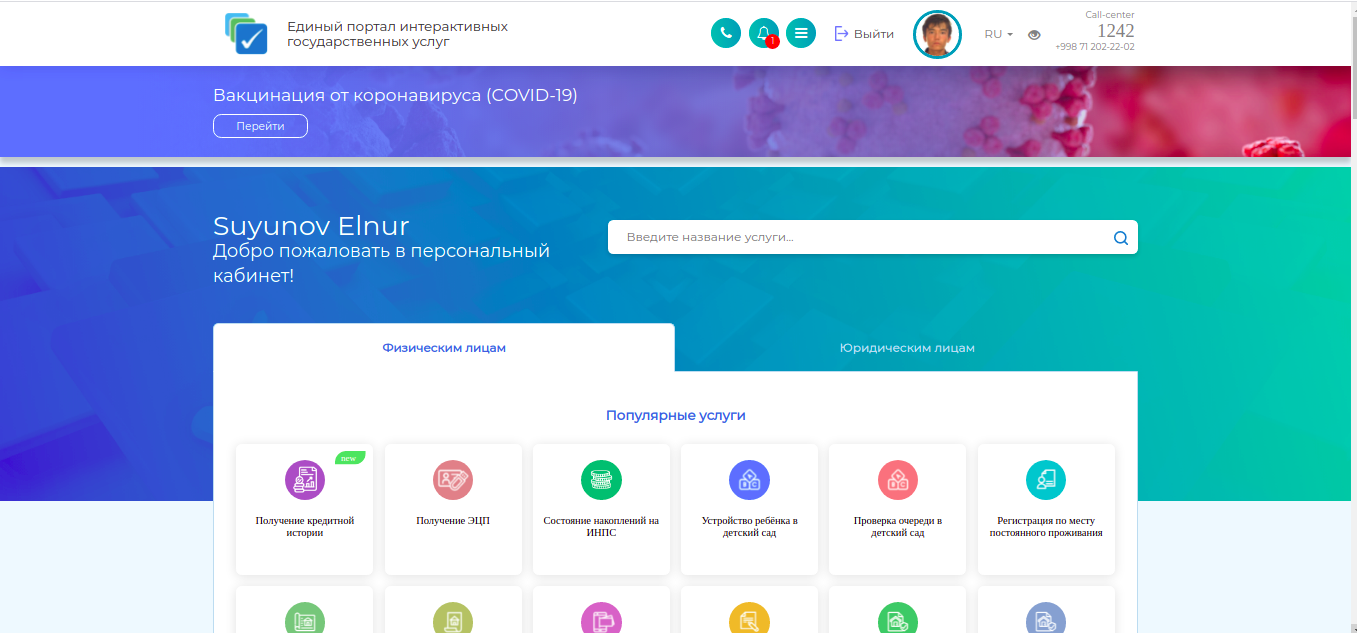 Единый портал интерактивных
государственных услуг
1
Выйти
RU
Call-center
1242
+998 71 202-22-02
Вакцинация от коронавируса (COVID-19)
Перейти
Suyunov Elnur
Добро пожаловать в персональный
кабинет!
Введите название услуги...
Физическим лицам
Юридическим лицам
Популярные услуги
new
Получение кредитной
истории
Получение ЭЦП
Состояние накоплений на
ИНПС
Устройство ребёнка в
детский сад
Проверка очереди в
детский сад
Регистрация по месту
постоянного проживания